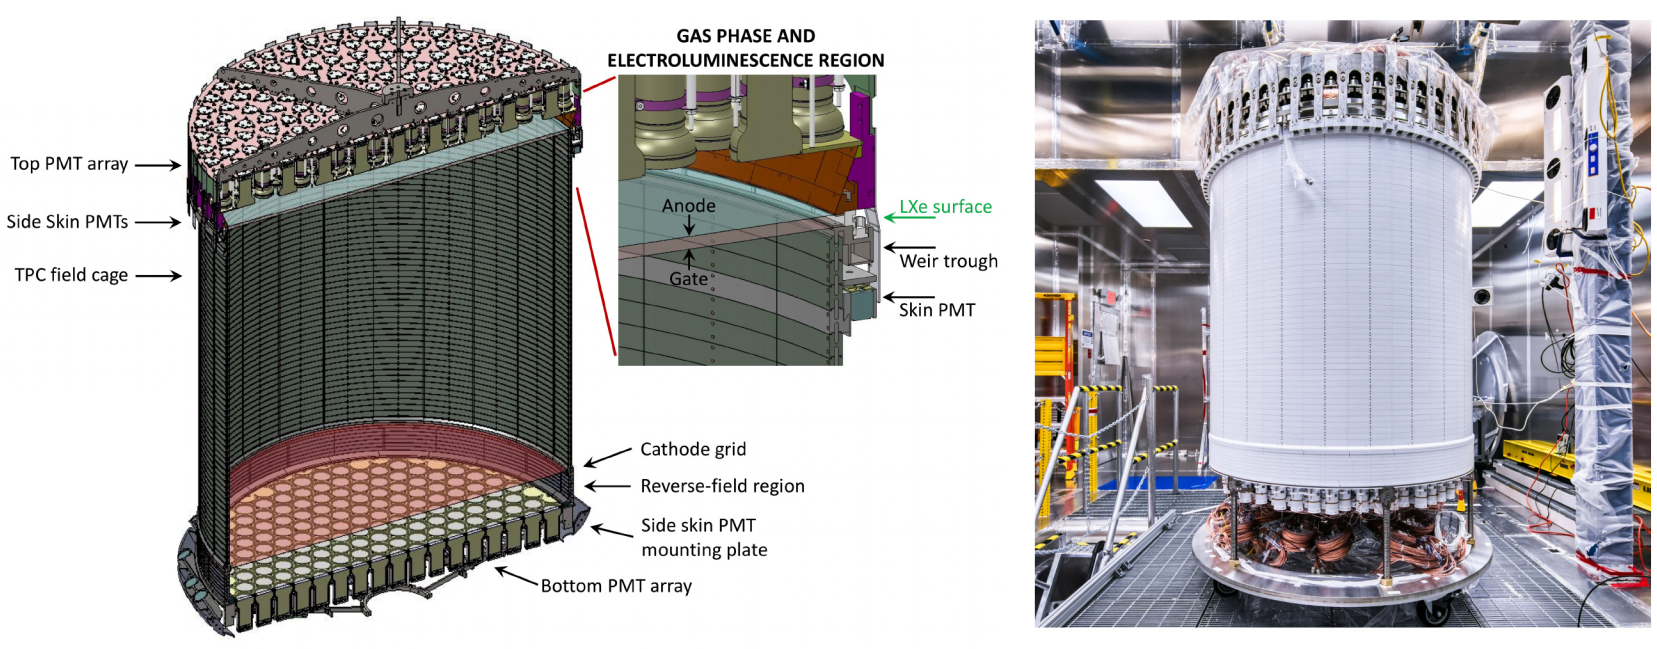 GAS PHASE AND
ELECTROLUMINESCENCE REGION
Top PMT array
Side Skin PMTs
TPC field cage
Anode
Gate
LXe surface
Weir trough
Skin PMT
Cathode grid
Reverse-field region
Side skin PMT
mounting plate
Bottom PMT array